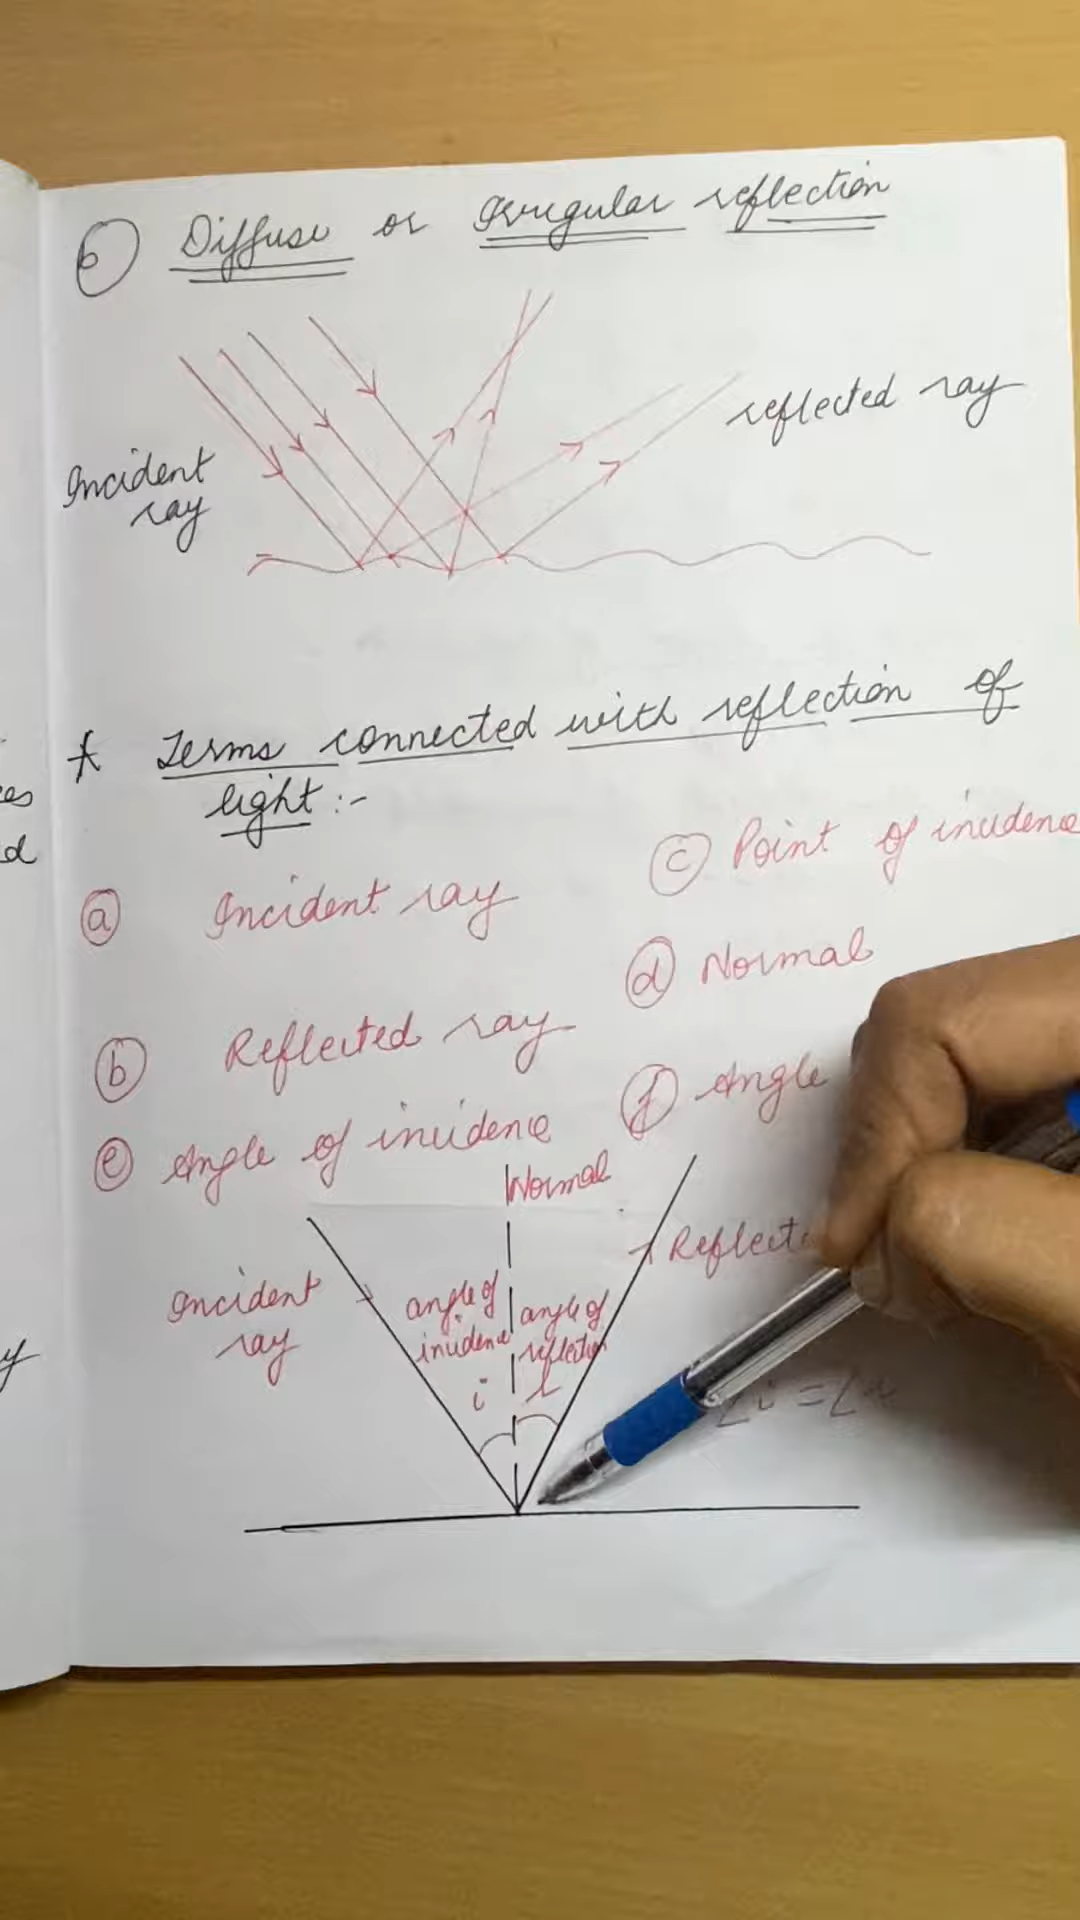 b Diffuse or Irregular reflection
Incident
ray
reflected ray
* Terms connected with reflection of
light :-
a Incident ray
c Point of incidence
d Normal
b Reflected ray
f Angle
e Angle of incidence
Normal
Incident
ray
angle of
incidence
i
angle of
reflection
r
∠i = ∠r